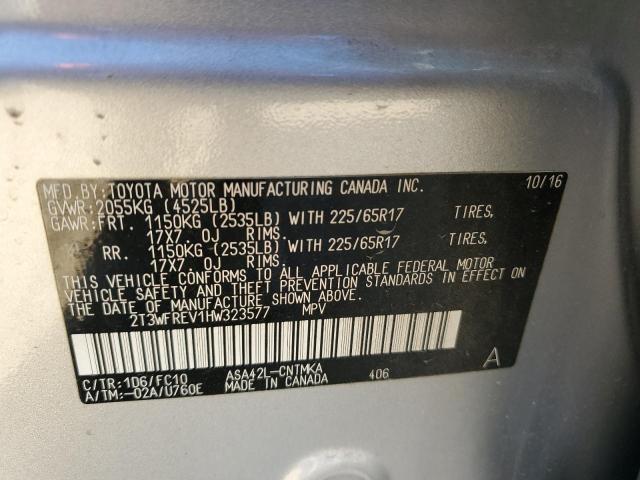 MFD.BY:TOYOTA MOTOR MANUFACTURING CANADA INC. 10/16
GVWR:2055KG (4525LB)
GAWR:FRT. 1150KG (2535LB) WITH 225/65R17 TIRES,
17X7 0J RIMS.
RR. 1150KG (2535LB) WITH 225/65R17 TIRES,
17X7 0J RIMS.
THIS VEHICLE CONFORMS TO ALL APPLICABLE FEDERAL MOTOR
VEHICLE SAFETY AND THEFT PREVENTION STANDARDS IN EFFECT ON
THE DATE OF MANUFACTURE SHOWN ABOVE.
2T3WFREV1HW323577 MPV
A
C/TR:1D6/FC10 ASA42L-CNTMKA 406
A/TM:-02A/U760E MADE IN CANADA